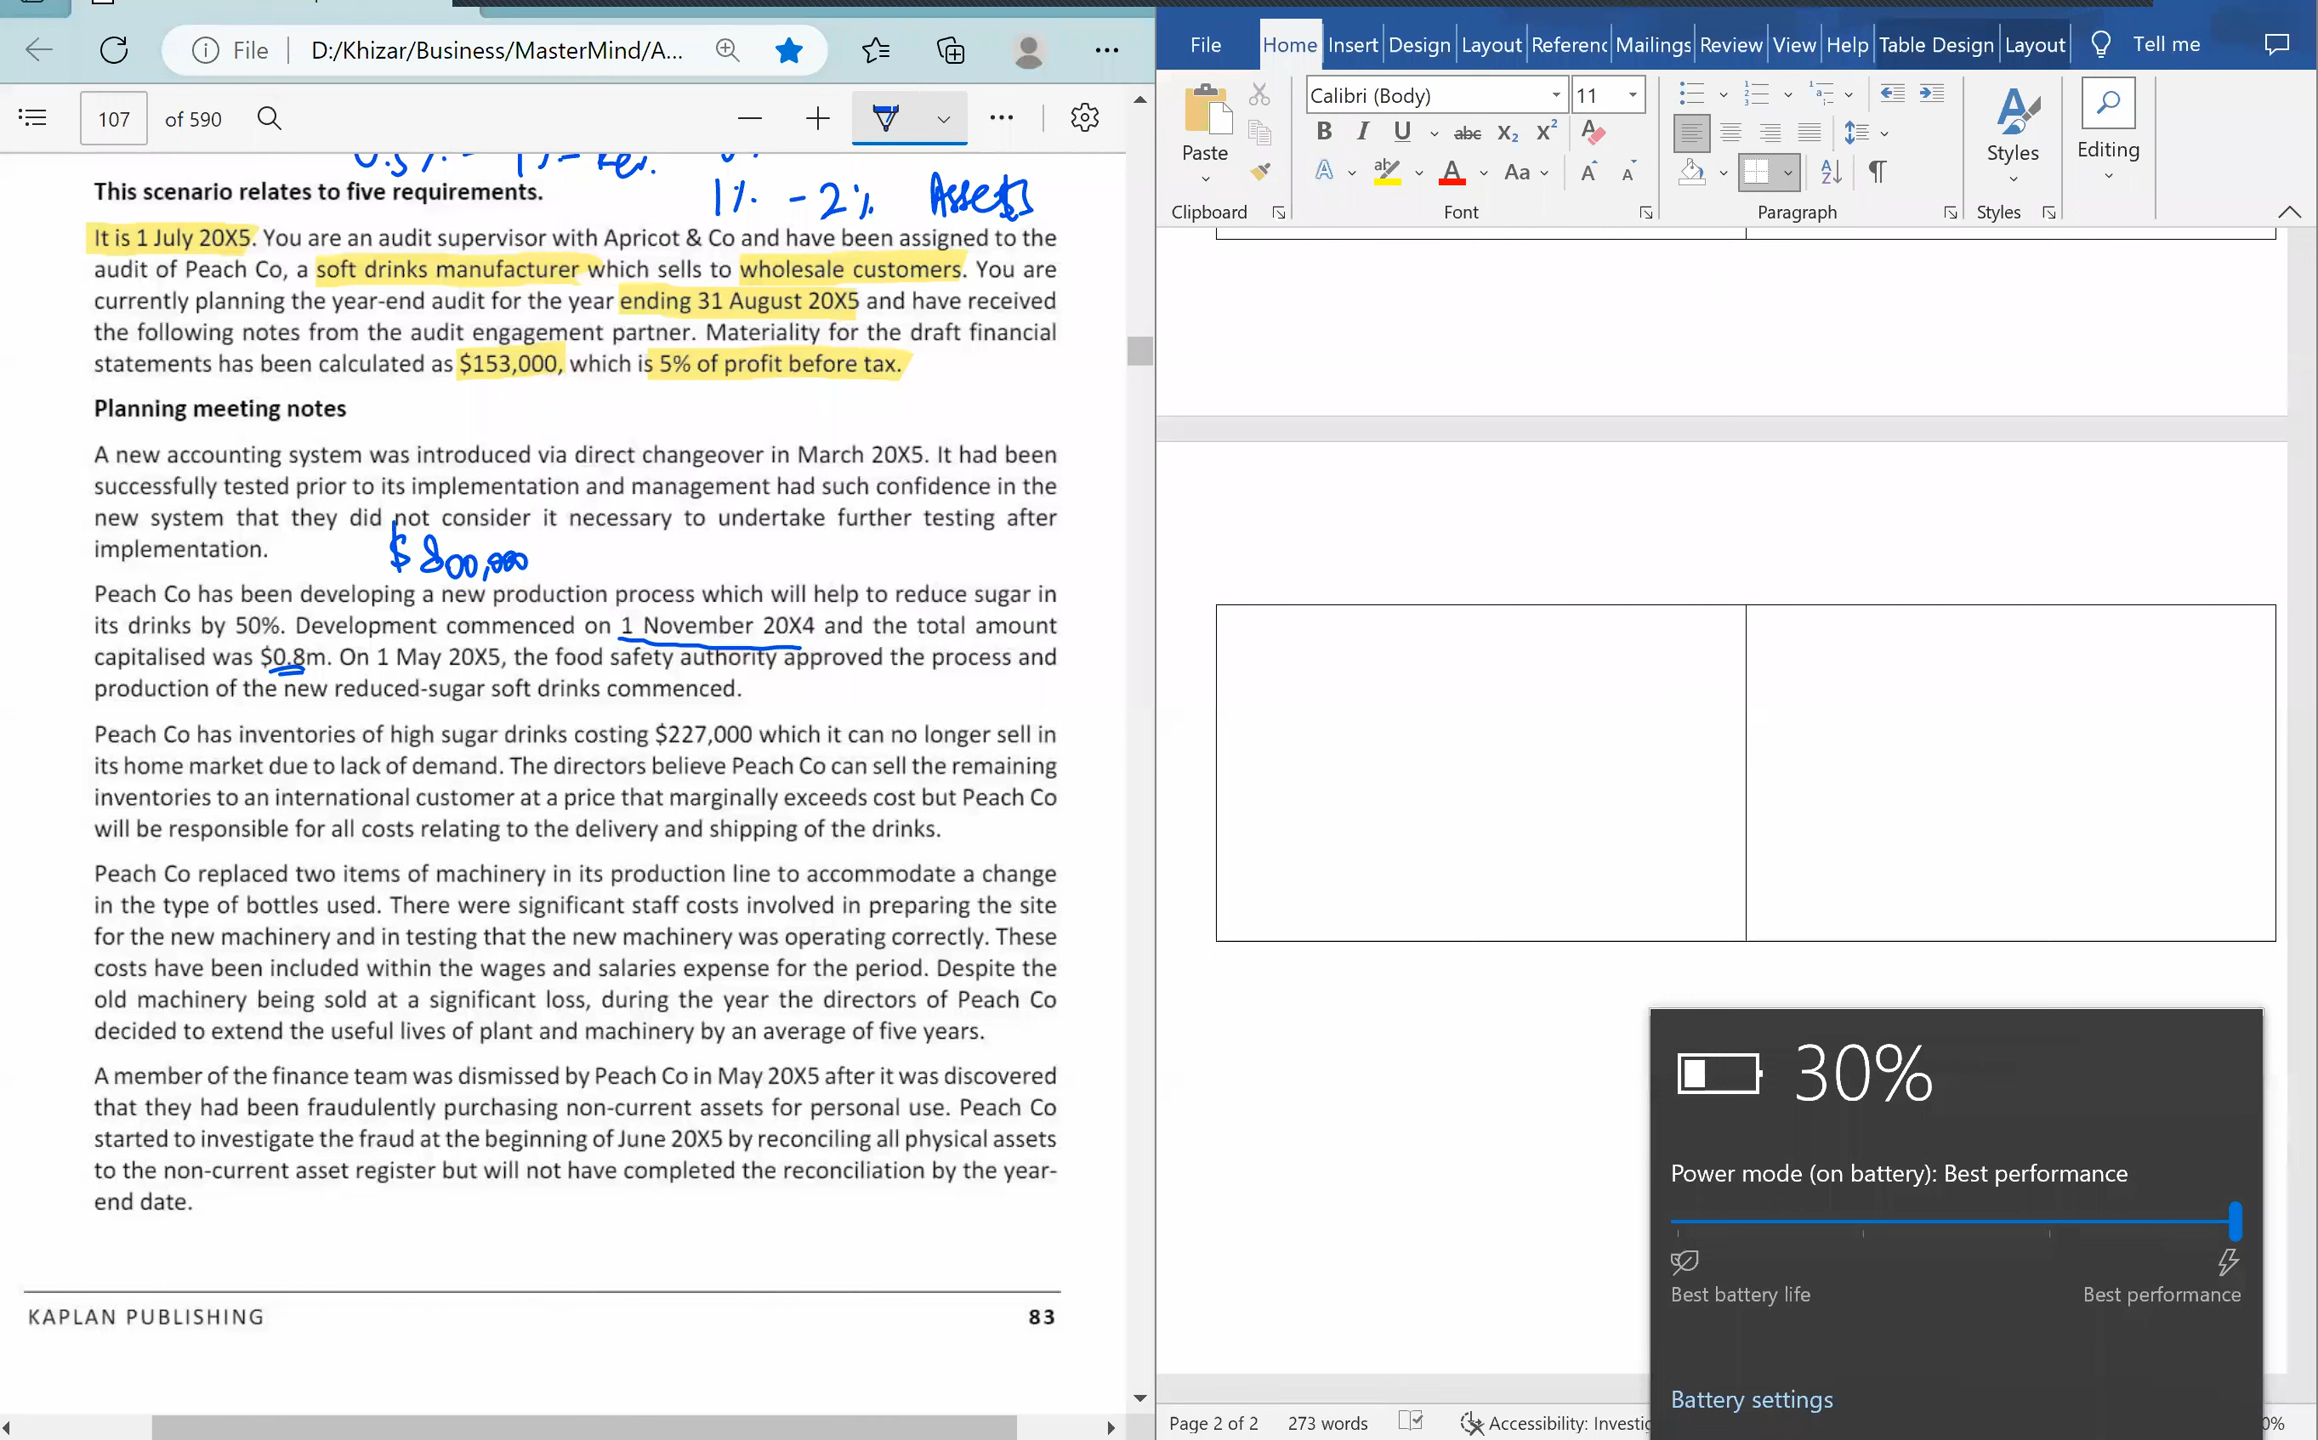 File
D:/Khizar/Business/MasterMind/A...
107 of 590
0.5% - 1% - Rev.
1% - 2% Assets
This scenario relates to five requirements.
It is 1 July 20X5. You are an audit supervisor with Apricot & Co and have been assigned to the
audit of Peach Co, a soft drinks manufacturer which sells to wholesale customers. You are
currently planning the year-end audit for the year ending 31 August 20X5 and have received
the following notes from the audit engagement partner. Materiality for the draft financial
statements has been calculated as $153,000, which is 5% of profit before tax.
Planning meeting notes
A new accounting system was introduced via direct changeover in March 20X5. It had been
successfully tested prior to its implementation and management had such confidence in the
new system that they did not consider it necessary to undertake further testing after
implementation.
$800,000
Peach Co has been developing a new production process which will help to reduce sugar in
its drinks by 50%. Development commenced on 1 November 20X4 and the total amount
capitalised was $0.8m. On 1 May 20X5, the food safety authority approved the process and
production of the new reduced-sugar soft drinks commenced.
Peach Co has inventories of high sugar drinks costing $227,000 which it can no longer sell in
its home market due to lack of demand. The directors believe Peach Co can sell the remaining
inventories to an international customer at a price that marginally exceeds cost but Peach Co
will be responsible for all costs relating to the delivery and shipping of the drinks.
Peach Co replaced two items of machinery in its production line to accommodate a change
in the type of bottles used. There were significant staff costs involved in preparing the site
for the new machinery and in testing that the new machinery was operating correctly. These
costs have been included within the wages and salaries expense for the period. Despite the
old machinery being sold at a significant loss, during the year the directors of Peach Co
decided to extend the useful lives of plant and machinery by an average of five years.
A member of the finance team was dismissed by Peach Co in May 20X5 after it was discovered
that they had been fraudulently purchasing non-current assets for personal use. Peach Co
started to investigate the fraud at the beginning of June 20X5 by reconciling all physical assets
to the non-current asset register but will not have completed the reconciliation by the year-
end date.
KAPLAN PUBLISHING 83
File Home Insert Design Layout Referenc Mailings Review View Help Table Design Layout Tell me
Calibri (Body) 11
Paste
B I U abc X₂ X²
A ab A Aa A A
Styles
Editing
Clipboard Font Paragraph Styles
30%
Power mode (on battery): Best performance
Best battery life Best performance
Battery settings
Page 2 of 2 273 words Accessibility: Investig 0%